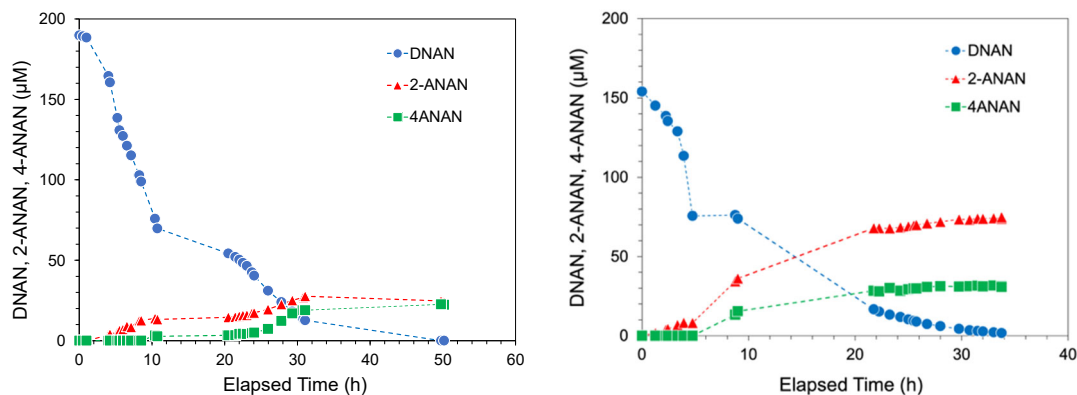 DNAN, 2-ANAN, 4-ANAN (µM)
200
150
100
50
0
DNAN
2-ANAN
4ANAN
0 10 20 30 40 50 60
Elapsed Time (h)
DNAN, 2-ANAN, 4-ANAN (µM)
200
150
100
50
0
DNAN
2-ANAN
4ANAN
0 10 20 30 40
Elapsed Time (h)